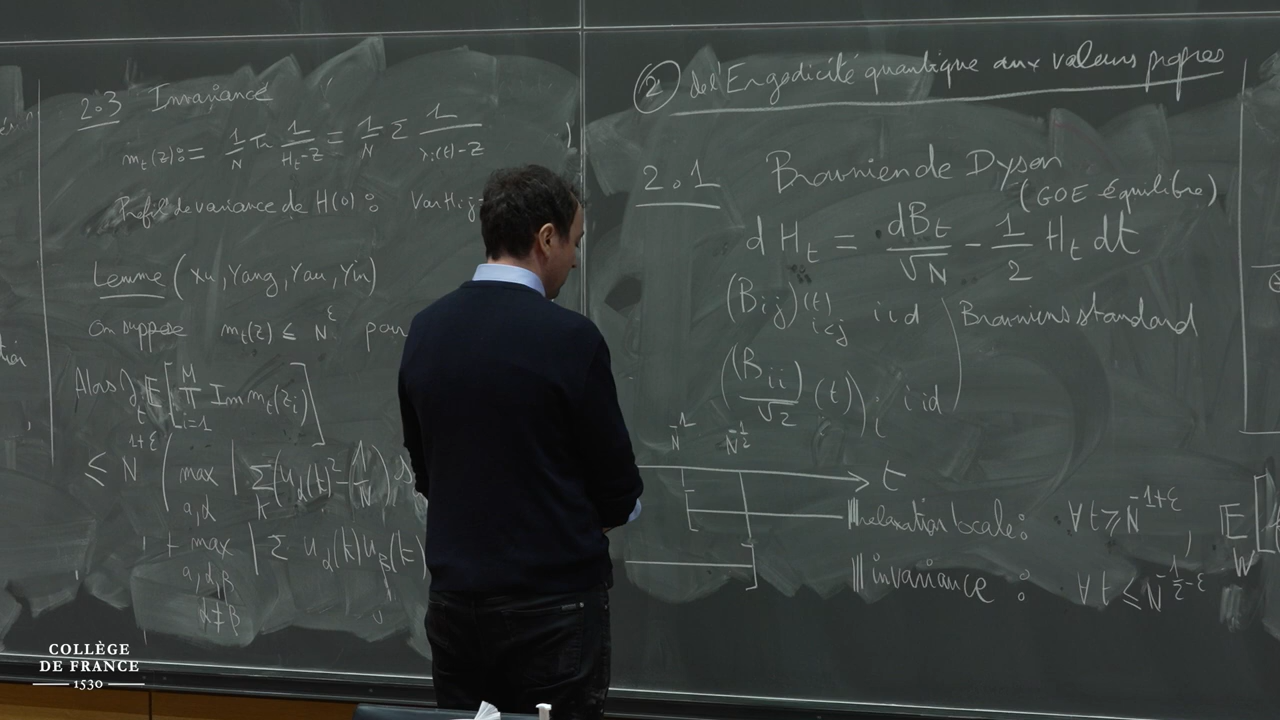 2.3 Invariance
m_t(z) := 1/N Tr 1/(H_t - z) = 1/N Σ 1/(λ_i(t) - z)
Profil de variance de H(0) : Var H_ij
Lemme (Xu, Yang, Yau, Yin)
On suppose m_t(z) ≤ N^ε pour
Alors ∂_t E[∏_{i=1}^M Im m_t(z_i)]
≤ N^{1+ε} ( max_{a,α} | Σ_k (u_α(k)² - 1/N) s
+ max_{a,α,β α≠β} | Σ u_α(k) u_β(k)
② de l'Ergodicité quantique aux valeurs propres
2.1 Brownien de Dyson
(GOE équilibre)
dH_t = dB_t/√N - 1/2 H_t dt
(B_ij)(t)_{i<j} iid Browniens standard
(B_ii/√2 (t))_i iid
N^{-1} N^{-1/2}
t
relaxation locale : ∀ t ≥ N^{-1+ε}
invariance : ∀ t ≤ N^{-1/2-ε}
E[
W
COLLÈGE
DE FRANCE
1530